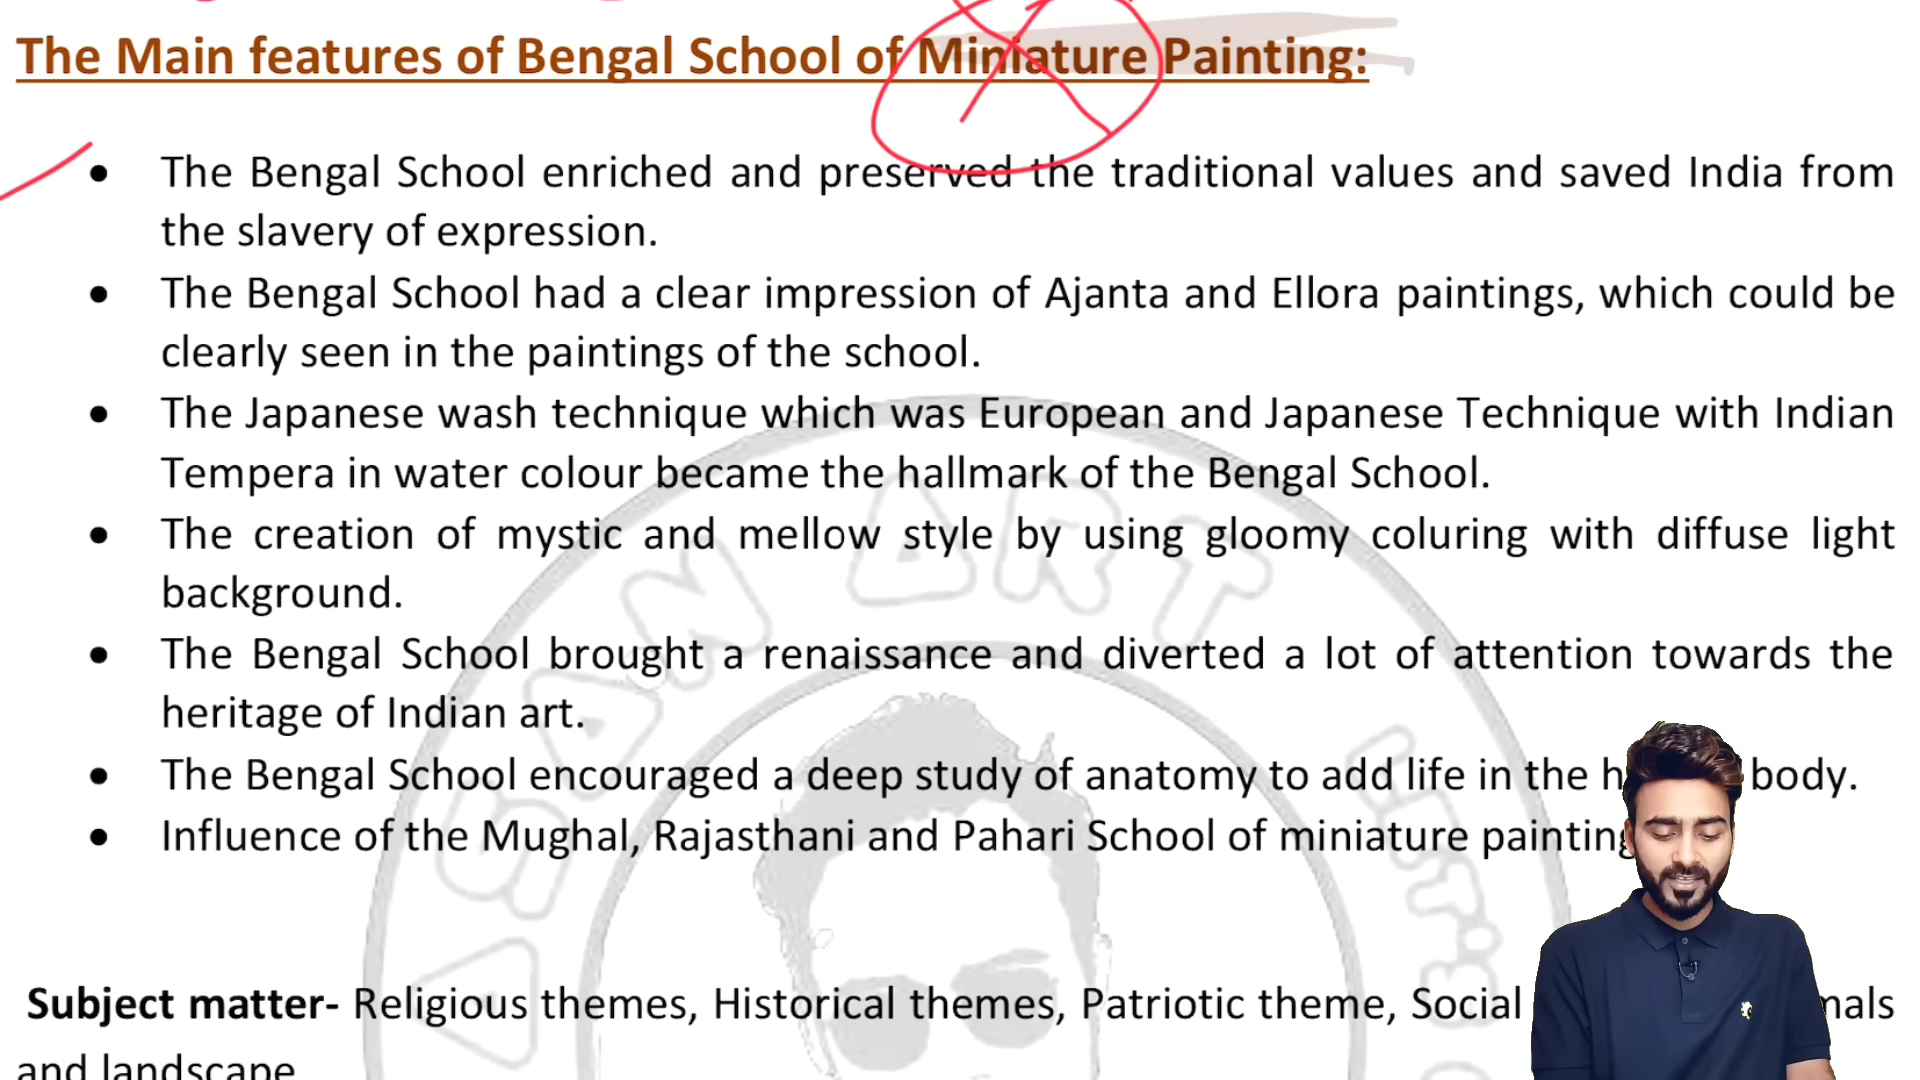 The Main features of Bengal School of Miniature Painting:
• The Bengal School enriched and preserved the traditional values and saved India from
the slavery of expression.
• The Bengal School had a clear impression of Ajanta and Ellora paintings, which could be
clearly seen in the paintings of the school.
• The Japanese wash technique which was European and Japanese Technique with Indian
Tempera in water colour became the hallmark of the Bengal School.
• The creation of mystic and mellow style by using gloomy coluring with diffuse light
background.
• The Bengal School brought a renaissance and diverted a lot of attention towards the
heritage of Indian art.
• The Bengal School encouraged a deep study of anatomy to add life in the body.
• Influence of the Mughal, Rajasthani and Pahari School of miniature painting
Subject matter- Religious themes, Historical themes, Patriotic theme, Social
and landscape
ART